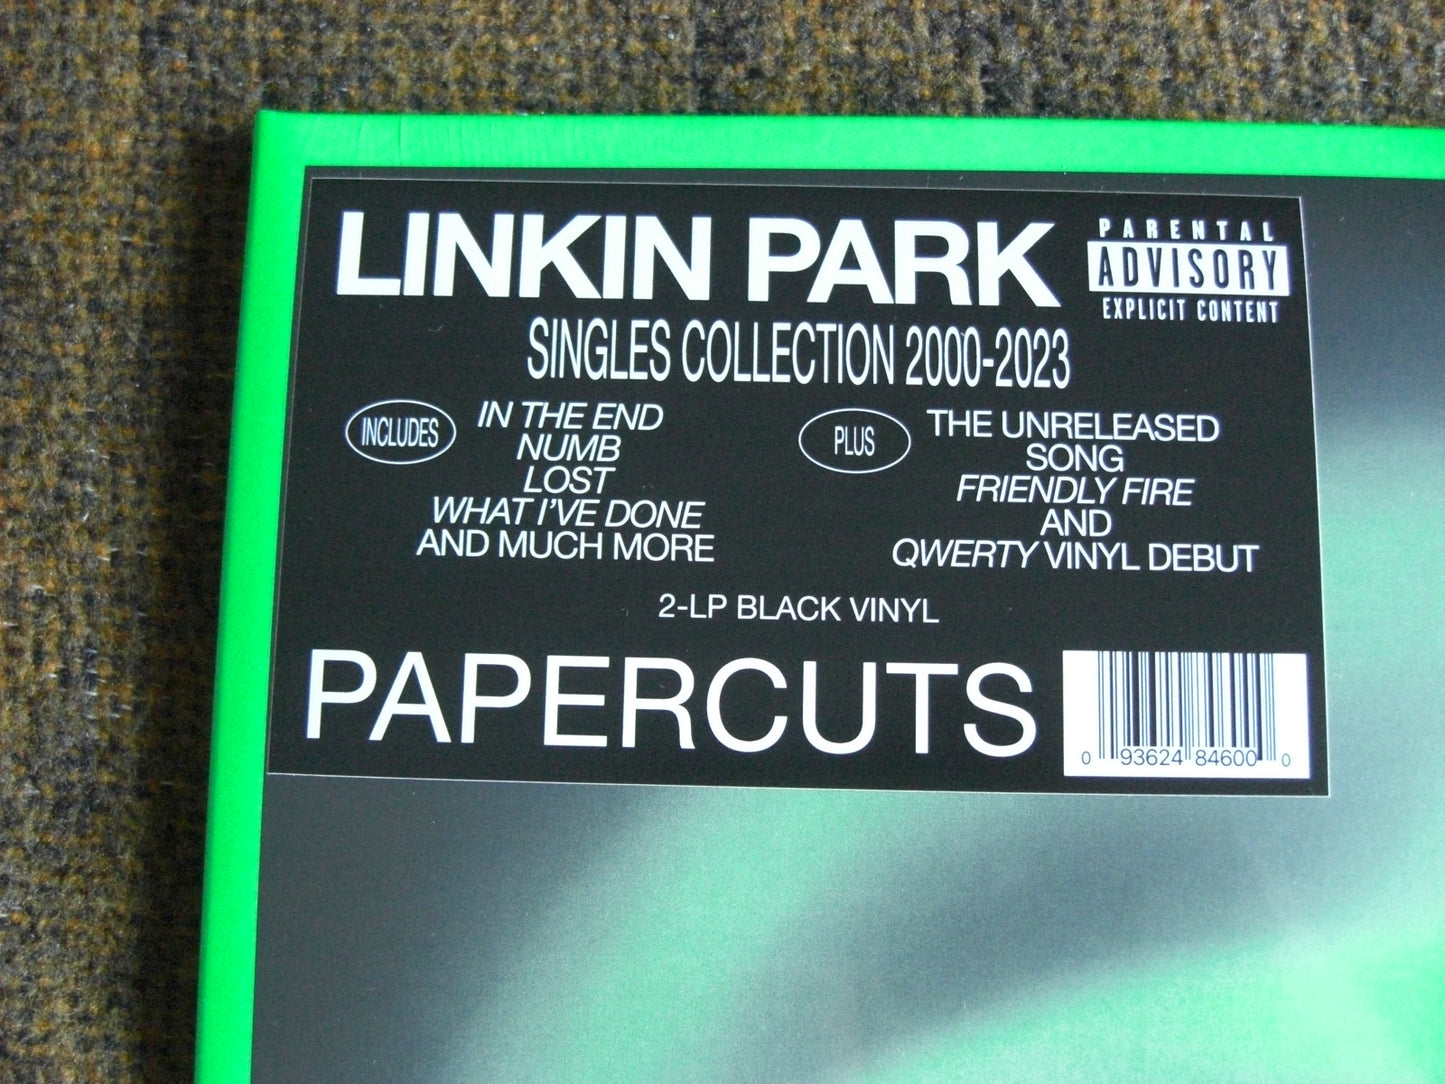 LINKIN PARK
PARENTAL
ADVISORY
EXPLICIT CONTENT
SINGLES COLLECTION 2000-2023
INCLUDES
IN THE END
NUMB
LOST
WHAT I'VE DONE
AND MUCH MORE
PLUS
THE UNRELEASED
SONG
FRIENDLY FIRE
AND
QWERTY VINYL DEBUT
2-LP BLACK VINYL
PAPERCUTS
0 93624 84600 0